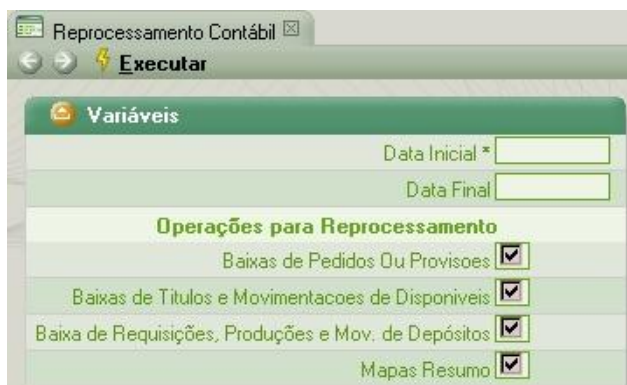 Reprocessamento Contábil
Executar
Variáveis
Data Inicial *
Data Final
Operações para Reprocessamento
Baixas de Pedidos Ou Provisoes
Baixas de Titulos e Movimentacoes de Disponiveis
Baixa de Requisições, Produções e Mov. de Depósitos
Mapas Resumo